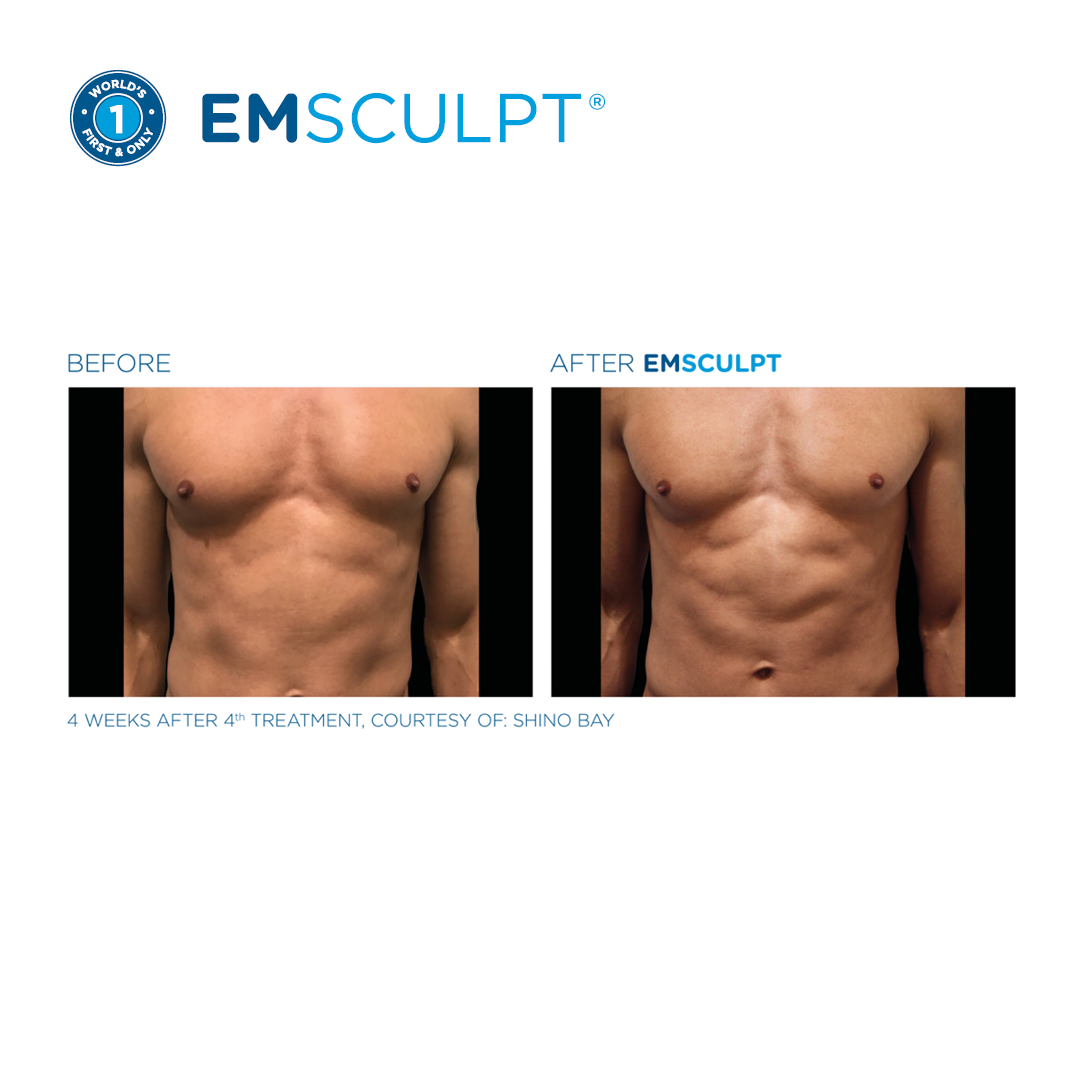 WORLD'S
1
FIRST & ONLY
EMSCULPT®
BEFORE
AFTER EMSCULPT
4 WEEKS AFTER 4th TREATMENT, COURTESY OF: SHINO BAY